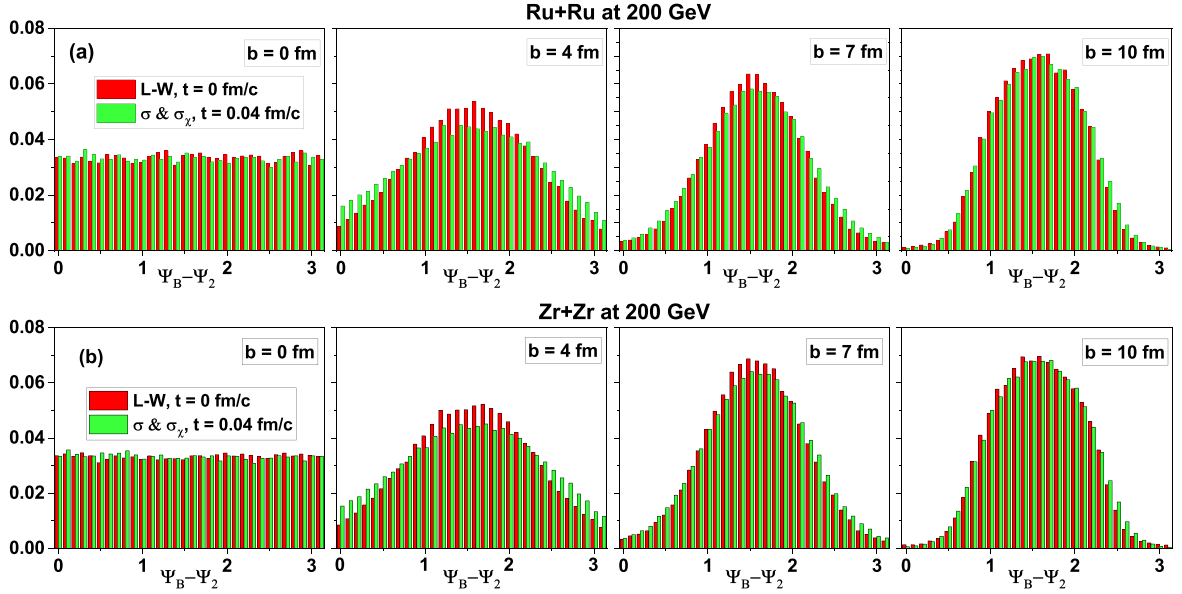 Ru+Ru at 200 GeV
(a)
b = 0 fm
b = 4 fm
b = 7 fm
b = 10 fm
L-W, t = 0 fm/c
σ & σχ, t = 0.04 fm/c
0.08
0.06
0.04
0.02
0.00
0 1 2 3
0 1 2 3
0 1 2 3
0 1 2 3
ΨB−Ψ2
ΨB−Ψ2
ΨB−Ψ2
ΨB−Ψ2
Zr+Zr at 200 GeV
(b)
b = 0 fm
b = 4 fm
b = 7 fm
b = 10 fm
L-W, t = 0 fm/c
σ & σχ, t = 0.04 fm/c
0.08
0.06
0.04
0.02
0.00
0 1 2 3
0 1 2 3
0 1 2 3
0 1 2 3
ΨB−Ψ2
ΨB−Ψ2
ΨB−Ψ2
ΨB−Ψ2